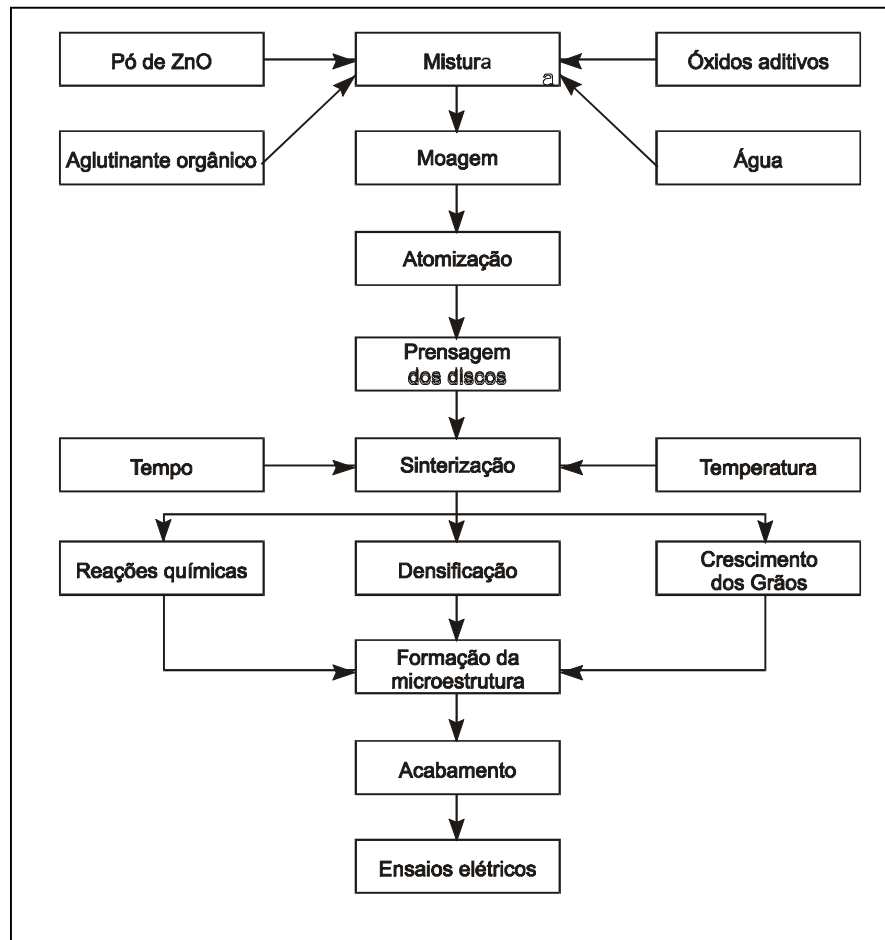 Pó de ZnO
Mistura
a
Óxidos aditivos
Aglutinante orgânico
Moagem
Água
Atomização
Prensagem
dos discos
Tempo
Sinterização
Temperatura
Reações químicas
Densificação
Crescimento
dos Grãos
Formação da
microestrutura
Acabamento
Ensaios elétricos